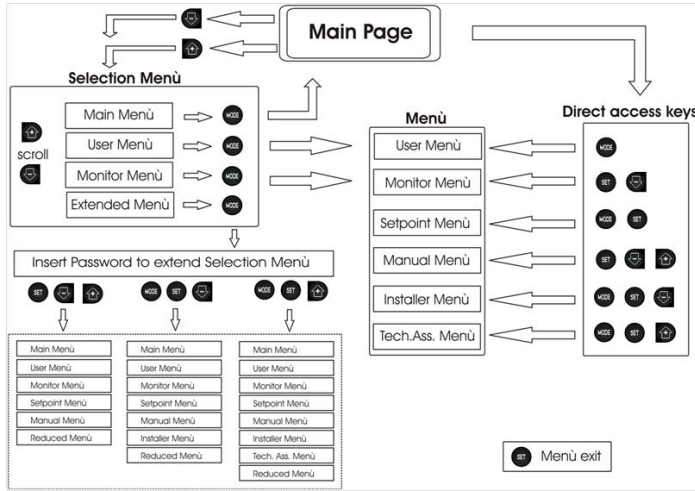 Main Page
Selection Menù
scroll
Main Menù
MODE
User Menù
MODE
Monitor Menù
MODE
Extended Menù
MODE
Insert Password to extend Selection Menù
SET
MODE SET
MODE SET
Main Menù
User Menù
Monitor Menù
Setpoint Menù
Manual Menù
Reduced Menù
Main Menù
User Menù
Monitor Menù
Setpoint Menù
Manual Menù
Installer Menù
Reduced Menù
Main Menù
User Menù
Monitor Menù
Setpoint Menù
Manual Menù
Installer Menù
Tech. Ass. Menù
Reduced Menù
Menù
User Menù
Monitor Menù
Setpoint Menù
Manual Menù
Installer Menù
Tech.Ass. Menù
Direct access keys
MODE
SET
MODE SET
SET
MODE SET
MODE SET
SET Menù exit